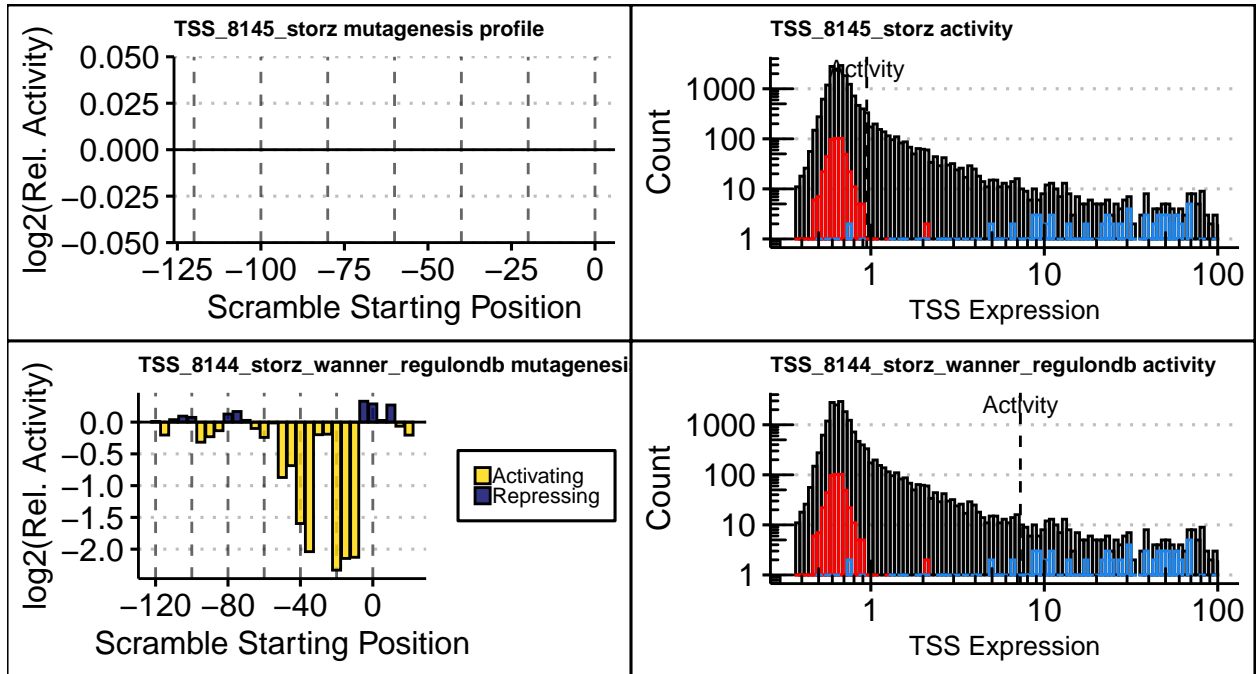 TSS_8145_storz mutagenesis profile
log2(Rel. Activity)
0.050
0.025
0.000
−0.025
−0.050
−125 −100 −75 −50 −25 0
Scramble Starting Position
TSS_8145_storz activity
Activity
Count
1000
100
10
1
1 10 100
TSS Expression
TSS_8144_storz_wanner_regulondb mutagenesi
log2(Rel. Activity)
0.0
−0.5
−1.0
−1.5
−2.0
−120 −80 −40 0
Scramble Starting Position
Activating
Repressing
TSS_8144_storz_wanner_regulondb activity
Activity
Count
1000
100
10
1
1 10 100
TSS Expression